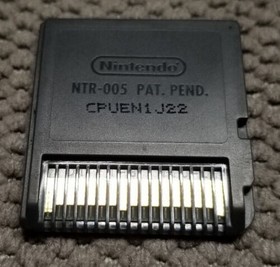 Nintendo
NTR-005 PAT. PEND.
CPUEN1J22